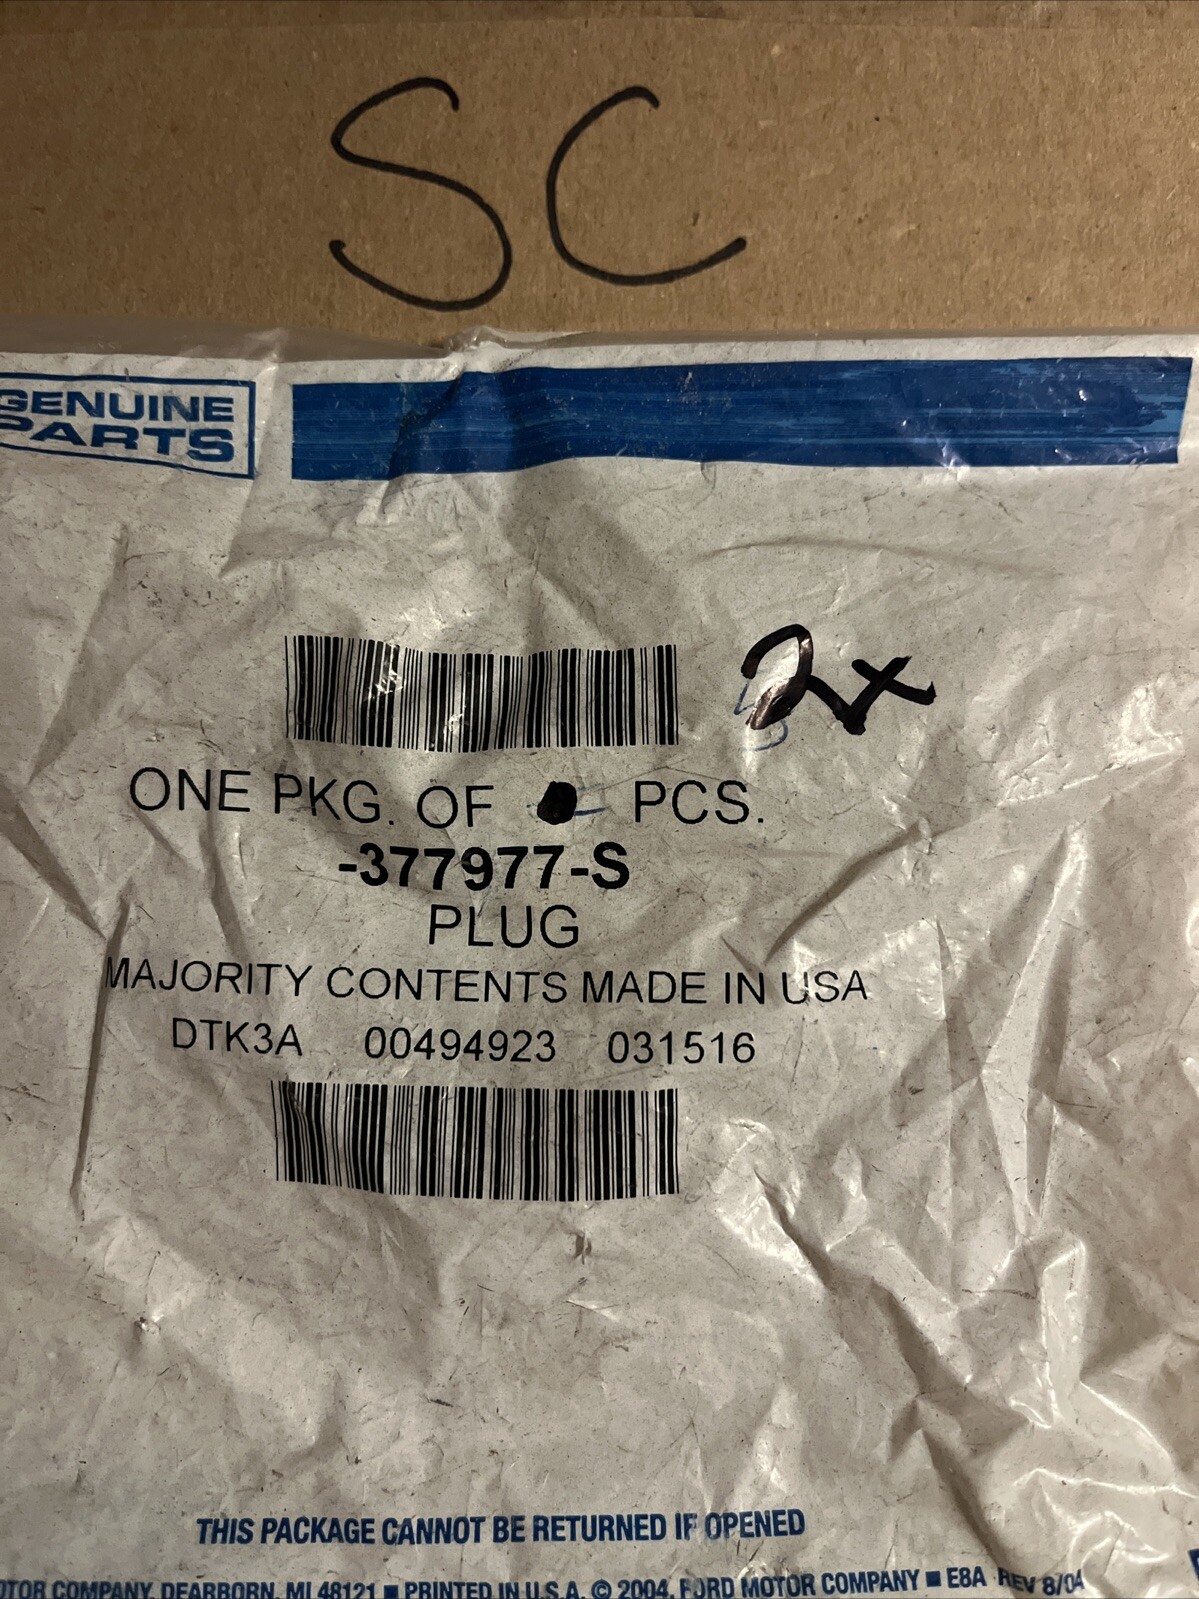 SC
GENUINE
PARTS
2x
ONE PKG. OF PCS.
-377977-S
PLUG
MAJORITY CONTENTS MADE IN USA
DTK3A 00494923 031516
THIS PACKAGE CANNOT BE RETURNED IF OPENED
OTOR COMPANY, DEARBORN, MI 48121 ■ PRINTED IN U.S.A. © 2004, FORD MOTOR COMPANY ■ E8A REV 8/04